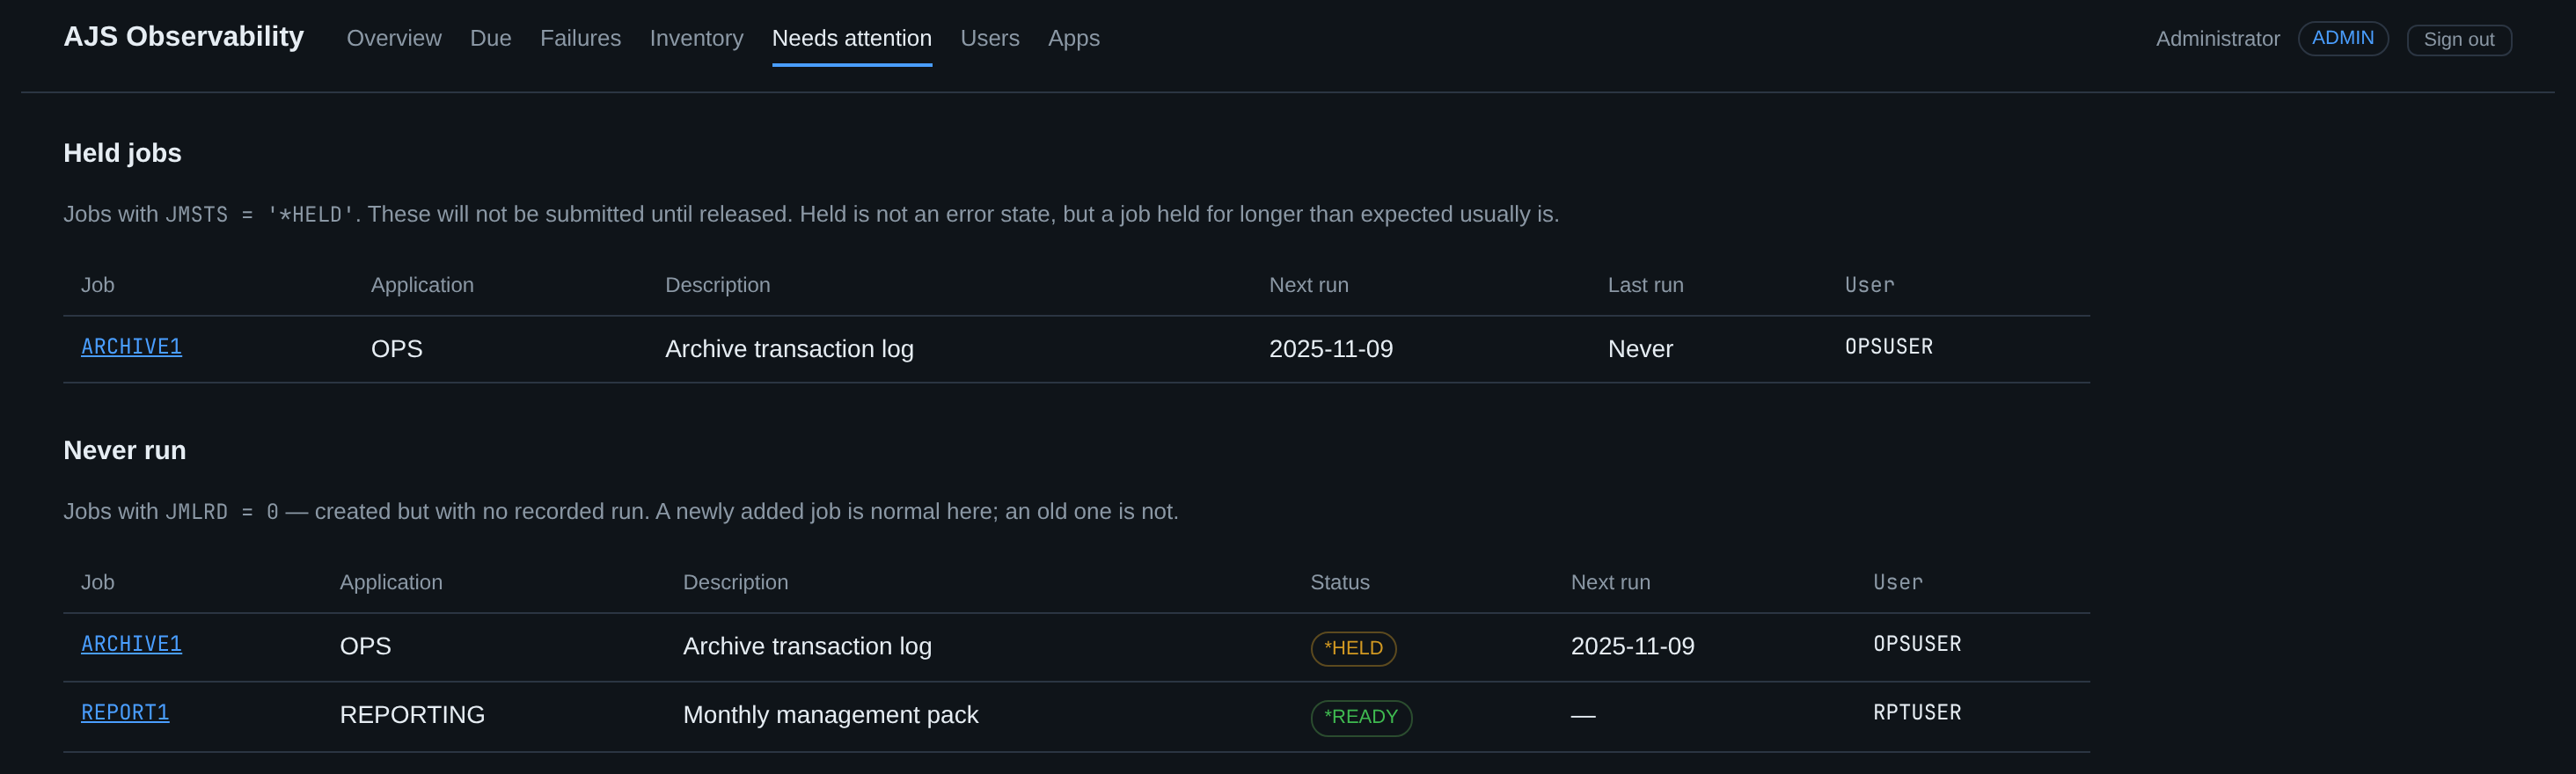 AJS Observability Overview Due Failures Inventory Needs attention Users Apps Administrator ADMIN Sign out
Held jobs
Jobs with JMSTS = '*HELD'. These will not be submitted until released. Held is not an error state, but a job held for longer than expected usually is.
Job Application Description Next run Last run User
ARCHIVE1 OPS Archive transaction log 2025-11-09 Never OPSUSER
Never run
Jobs with JMLRD = 0 — created but with no recorded run. A newly added job is normal here; an old one is not.
Job Application Description Status Next run User
ARCHIVE1 OPS Archive transaction log *HELD 2025-11-09 OPSUSER
REPORT1 REPORTING Monthly management pack *READY — RPTUSER